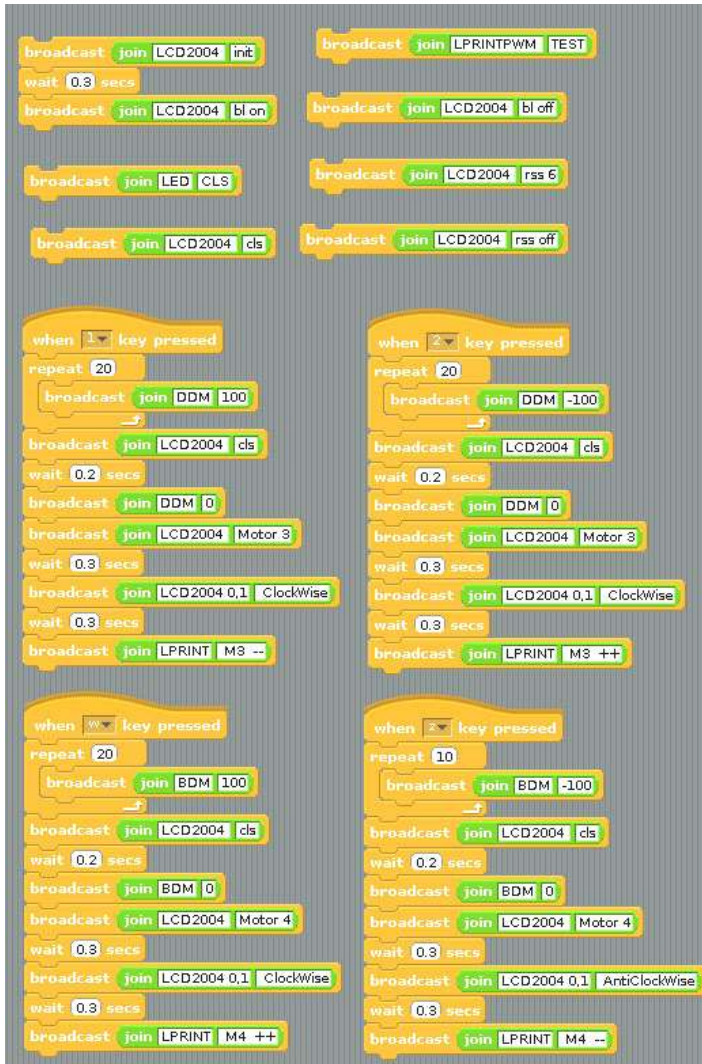 broadcast join LCD2004 init
wait 0.3 secs
broadcast join LCD2004 bl on
broadcast join LED CLS
broadcast join LCD2004 cls
broadcast join LPRINTPWM TEST
broadcast join LCD2004 bl off
broadcast join LCD2004 rss 6
broadcast join LCD2004 rss off
when 1 key pressed
repeat 20
broadcast join DDM 100
broadcast join LCD2004 cls
wait 0.2 secs
broadcast join DDM 0
broadcast join LCD2004 Motor 3
wait 0.3 secs
broadcast join LCD2004 0,1 ClockWise
wait 0.3 secs
broadcast join LPRINT M3 --
when 2 key pressed
repeat 20
broadcast join DDM -100
broadcast join LCD2004 cls
wait 0.2 secs
broadcast join DDM 0
broadcast join LCD2004 Motor 3
wait 0.3 secs
broadcast join LCD2004 0,1 ClockWise
wait 0.3 secs
broadcast join LPRINT M3 ++
when w key pressed
repeat 20
broadcast join BDM 100
broadcast join LCD2004 cls
wait 0.2 secs
broadcast join BDM 0
broadcast join LCD2004 Motor 4
wait 0.3 secs
broadcast join LCD2004 0,1 ClockWise
wait 0.3 secs
broadcast join LPRINT M4 ++
when z key pressed
repeat 10
broadcast join BDM -100
broadcast join LCD2004 cls
wait 0.2 secs
broadcast join BDM 0
broadcast join LCD2004 Motor 4
wait 0.3 secs
broadcast join LCD2004 0,1 AntiClockWise
wait 0.3 secs
broadcast join LPRINT M4 --